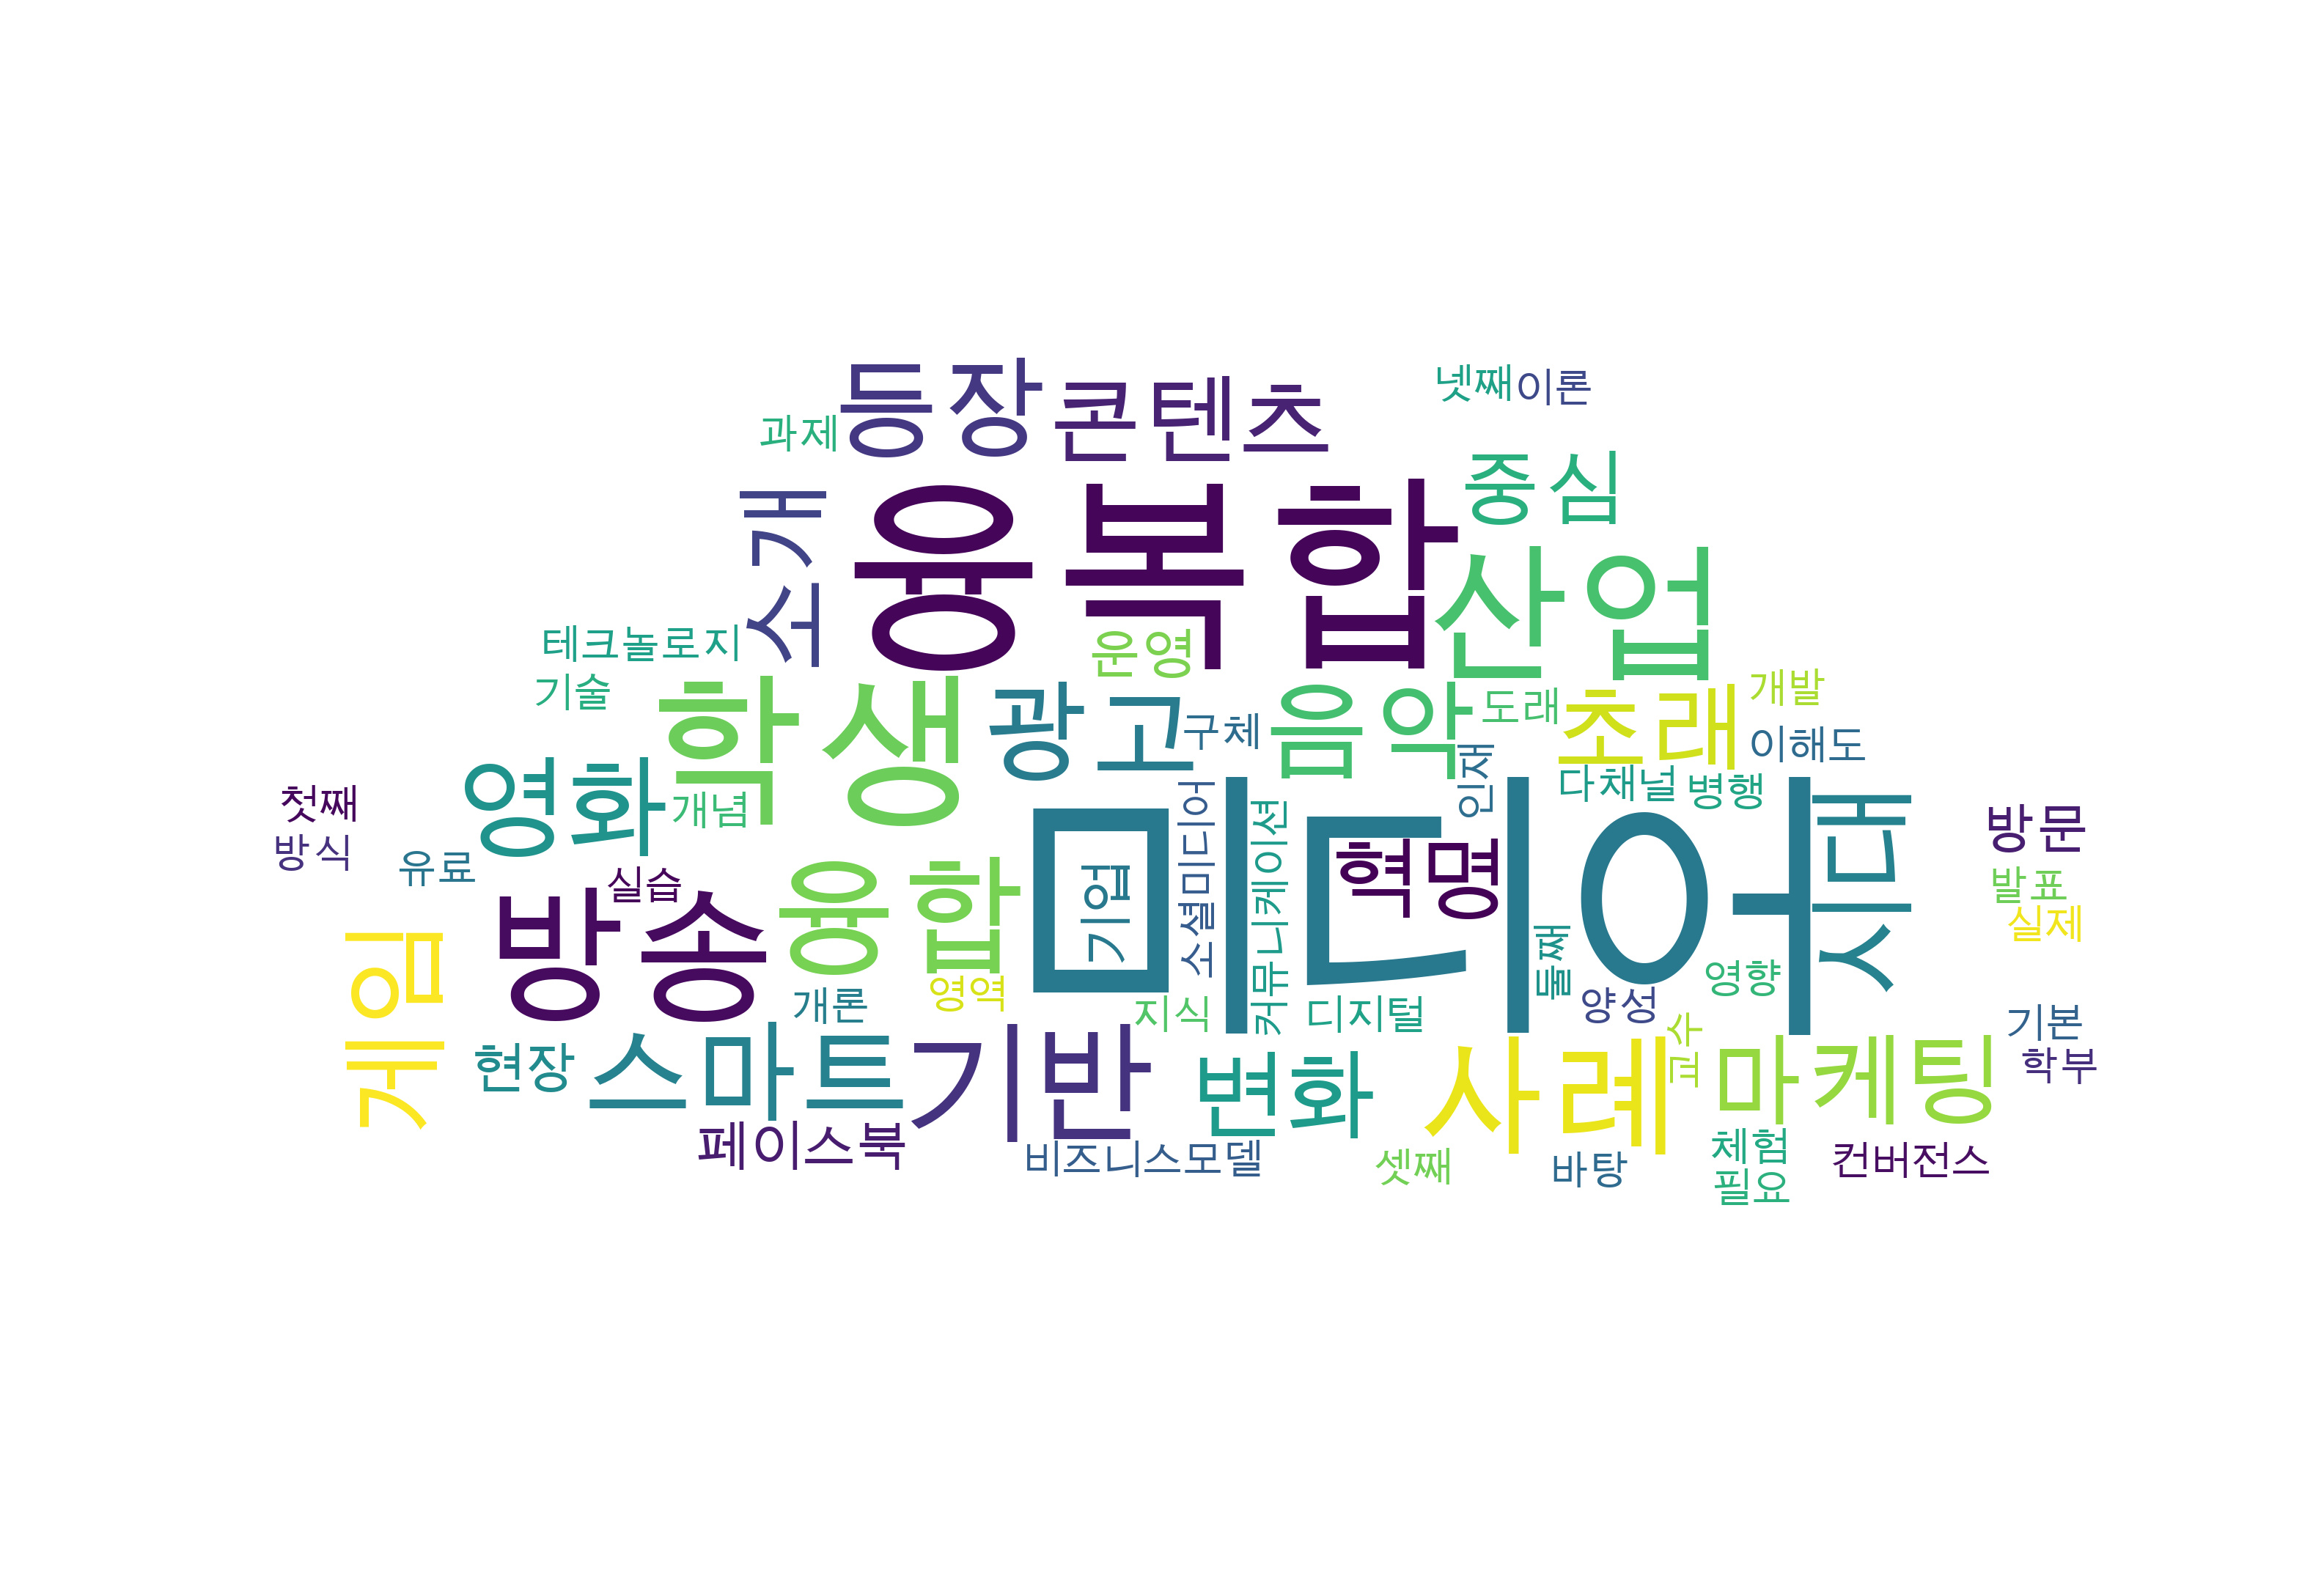 등장
콘텐츠
넷째
이론
과제
중심
소개
융복합
산업
테크놀로지
운영
기술
학생
광고
구체
음악
도래
초래
개발
이해도
영화
개념
인재
다채널
병행
첫째
방식
유료
실습
미디어
소셜미디어
커뮤니케이션
혁명
시대
방문
발표
실제
게임
방송
융합
기업
둘째
영향
개론
영역
지식
디지털
양성
기본
학부
현장
스마트
기반
변화
사례
교사
마케팅
페이스북
비즈니스모델
셋째
바탕
체험
필요
컨버전스